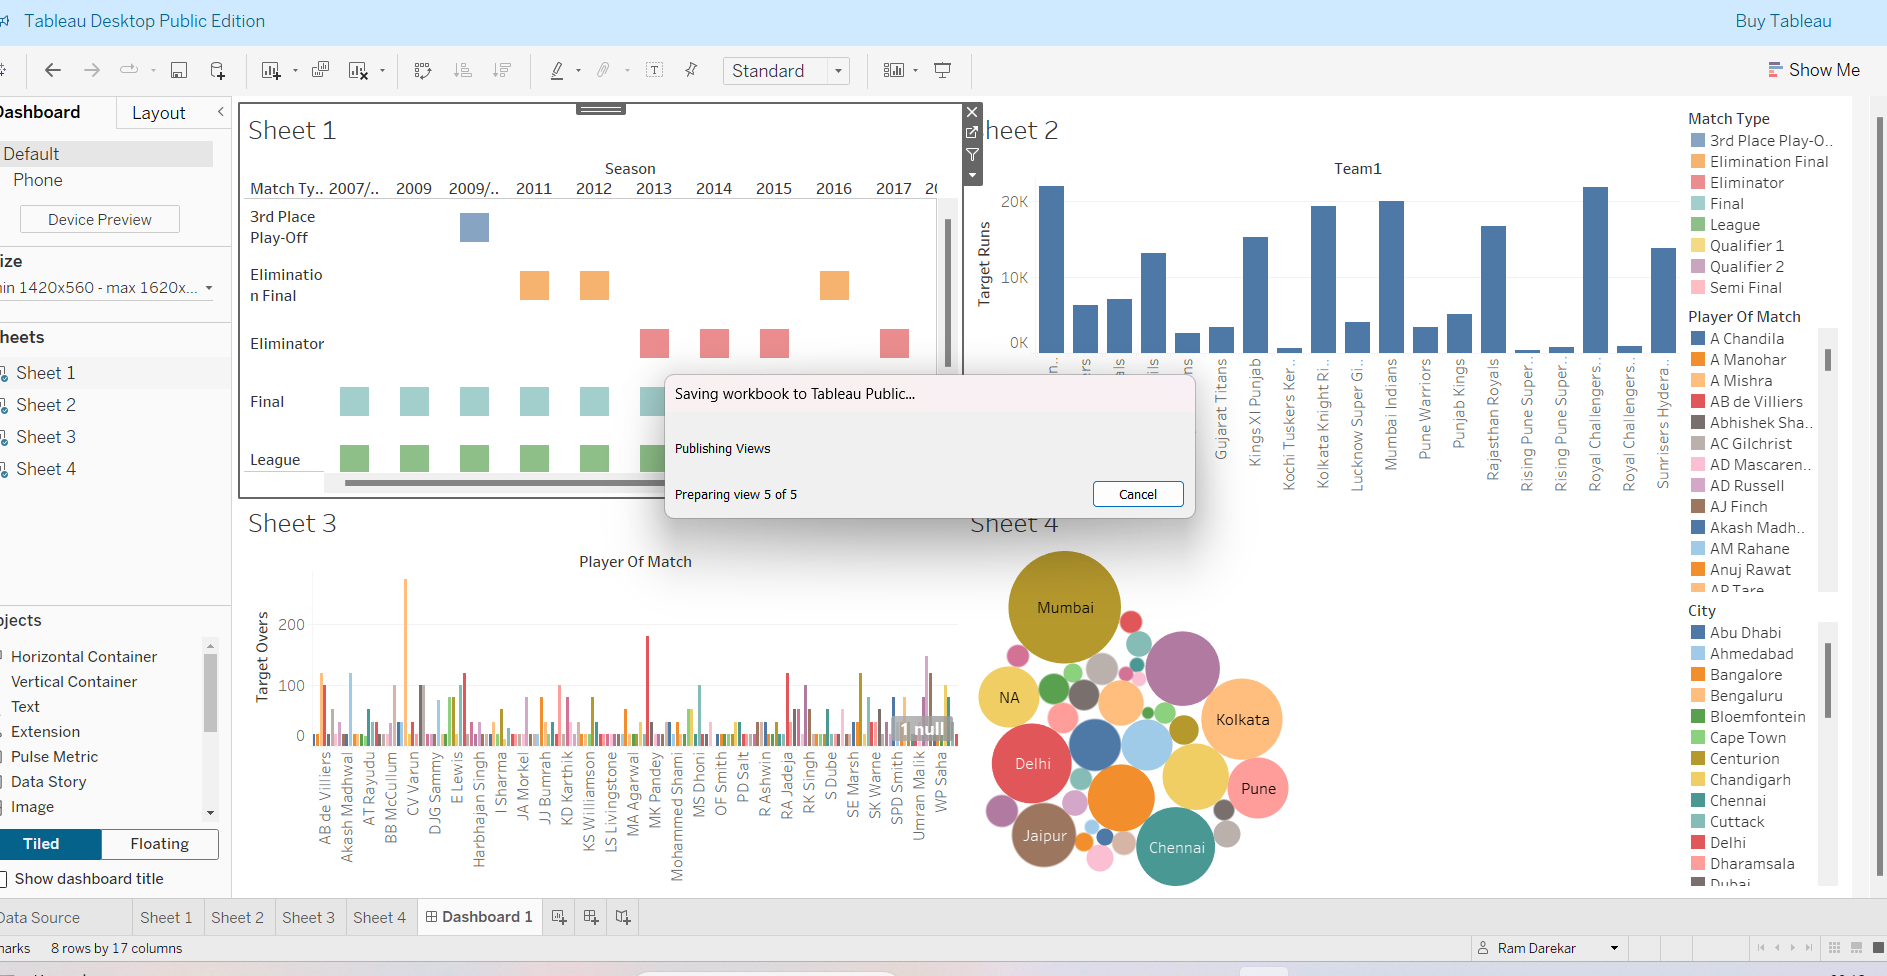 Tableau Desktop Public Edition
Buy Tableau
Standard
Show Me
Dashboard
Layout
Default
Phone
Device Preview
ize
in 1420x560 - max 1620x...
heets
Sheet 1
Sheet 2
Sheet 3
Sheet 4
jects
Horizontal Container
Vertical Container
Text
Extension
Pulse Metric
Data Story
Image
Tiled
Floating
Show dashboard title
Sheet 1
Season
Match Ty.. 2007/.. 2009 2009/.. 2011 2012 2013 2014 2015 2016 2017 20
3rd Place
Play-Off
Eliminatio
n Final
Eliminator
Final
League
heet 2
Team1
Target Runs
20K
10K
0K
n..
ers
als
ils
ns
Gujarat Titans
Kings XI Punjab
Kochi Tuskers Ker..
Kolkata Knight Ri..
Lucknow Super Gi..
Mumbai Indians
Pune Warriors
Punjab Kings
Rajasthan Royals
Rising Pune Super..
Rising Pune Super..
Royal Challengers..
Royal Challengers..
Sunrisers Hydera..
Saving workbook to Tableau Public...
Publishing Views
Preparing view 5 of 5
Cancel
Sheet 3
Player Of Match
Target Overs
200
100
0
1 null
AB de Villiers
Akash Madhwal
AT Rayudu
BB McCullum
CV Varun
DJG Sammy
E Lewis
Harbhajan Singh
I Sharma
JA Morkel
JJ Bumrah
KD Karthik
KS Williamson
LS Livingstone
MA Agarwal
MK Pandey
Mohammed Shami
MS Dhoni
OF Smith
PD Salt
R Ashwin
RA Jadeja
RK Singh
S Dube
SE Marsh
SK Warne
SPD Smith
Umran Malik
WP Saha
Sheet 4
Mumbai
NA
Kolkata
Delhi
Pune
Jaipur
Chennai
Match Type
3rd Place Play-O..
Elimination Final
Eliminator
Final
League
Qualifier 1
Qualifier 2
Semi Final
Player Of Match
A Chandila
A Manohar
A Mishra
AB de Villiers
Abhishek Sha..
AC Gilchrist
AD Mascaren..
AD Russell
AJ Finch
Akash Madh..
AM Rahane
Anuj Rawat
AP Tare
City
Abu Dhabi
Ahmedabad
Bangalore
Bengaluru
Bloemfontein
Cape Town
Centurion
Chandigarh
Chennai
Cuttack
Delhi
Dharamsala
Dubai
Data Source
Sheet 1
Sheet 2
Sheet 3
Sheet 4
Dashboard 1
narks
8 rows by 17 columns
Ram Darekar